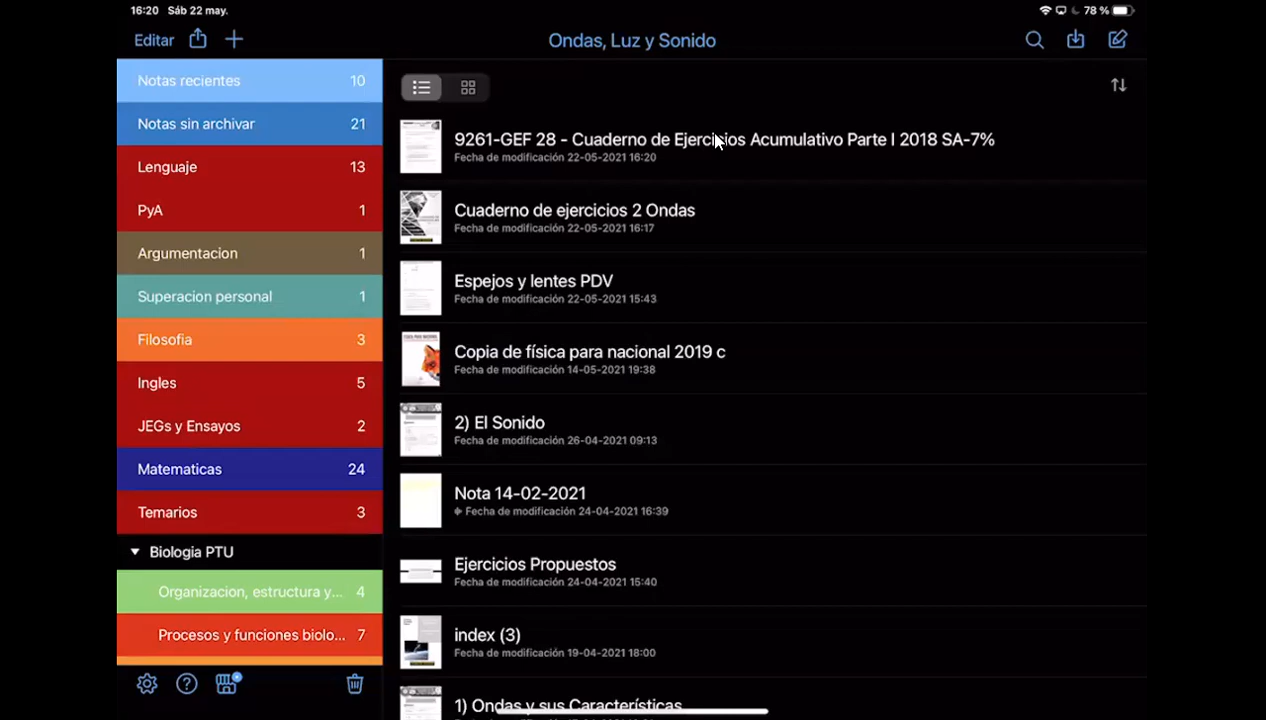 16:20 Sáb 22 may.
78 %
Editar
Ondas, Luz y Sonido
Notas recientes 10
Notas sin archivar 21
Lenguaje 13
PyA 1
Argumentacion 1
Superacion personal 1
Filosofia 3
Ingles 5
JEGs y Ensayos 2
Matematicas 24
Temarios 3
Biologia PTU
Organizacion, estructura y... 4
Procesos y funciones biolo... 7
9261-GEF 28 - Cuaderno de Ejercicios Acumulativo Parte I 2018 SA-7%
Fecha de modificación 22-05-2021 16:20
Cuaderno de ejercicios 2 Ondas
Fecha de modificación 22-05-2021 16:17
Espejos y lentes PDV
Fecha de modificación 22-05-2021 15:43
Copia de física para nacional 2019 c
Fecha de modificación 14-05-2021 19:38
2) El Sonido
Fecha de modificación 26-04-2021 09:13
Nota 14-02-2021
Fecha de modificación 24-04-2021 16:39
Ejercicios Propuestos
Fecha de modificación 24-04-2021 15:40
index (3)
Fecha de modificación 19-04-2021 18:00
1) Ondas y sus Características